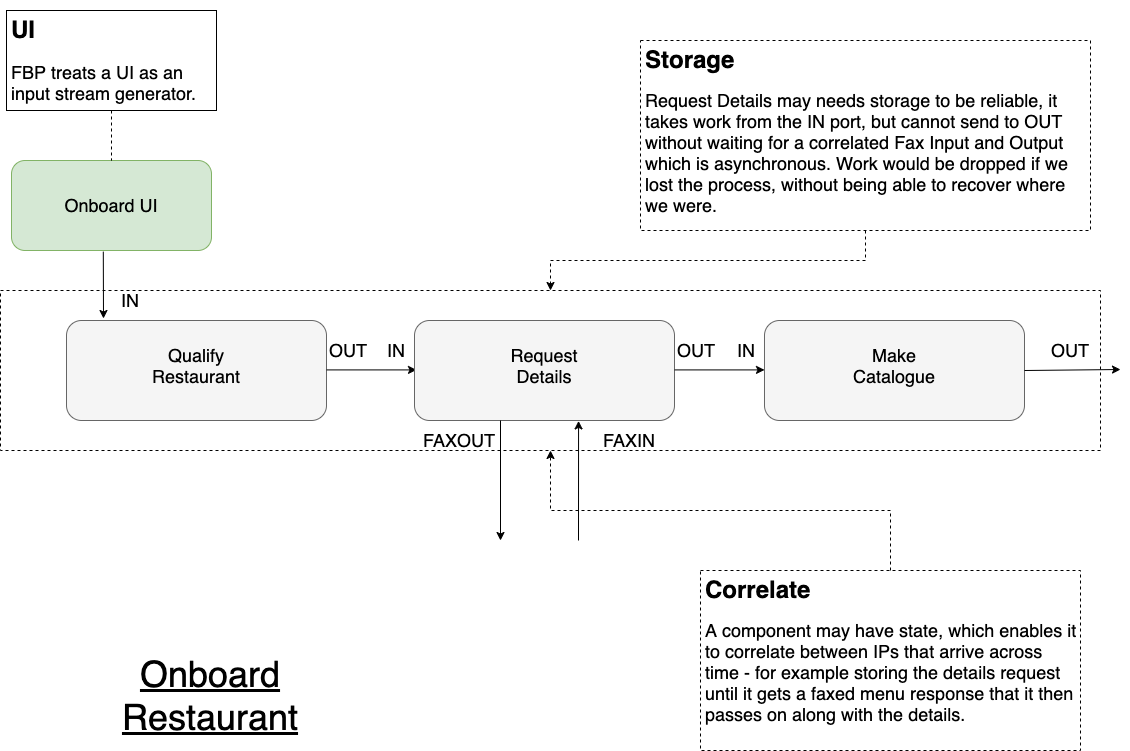 UI
FBP treats a UI as an
input stream generator.
Storage
Request Details may needs storage to be reliable, it
takes work from the IN port, but cannot send to OUT
without waiting for a correlated Fax Input and Output
which is asynchronous. Work would be dropped if we
lost the process, without being able to recover where
we were.
Onboard UI
IN
Qualify
Restaurant
OUT
IN
Request
Details
OUT
IN
Make
Catalogue
OUT
FAXOUT
FAXIN
Correlate
A component may have state, which enables it
to correlate between IPs that arrive across
time - for example storing the details request
until it gets a faxed menu response that it then
passes on along with the details.
Onboard
Restaurant